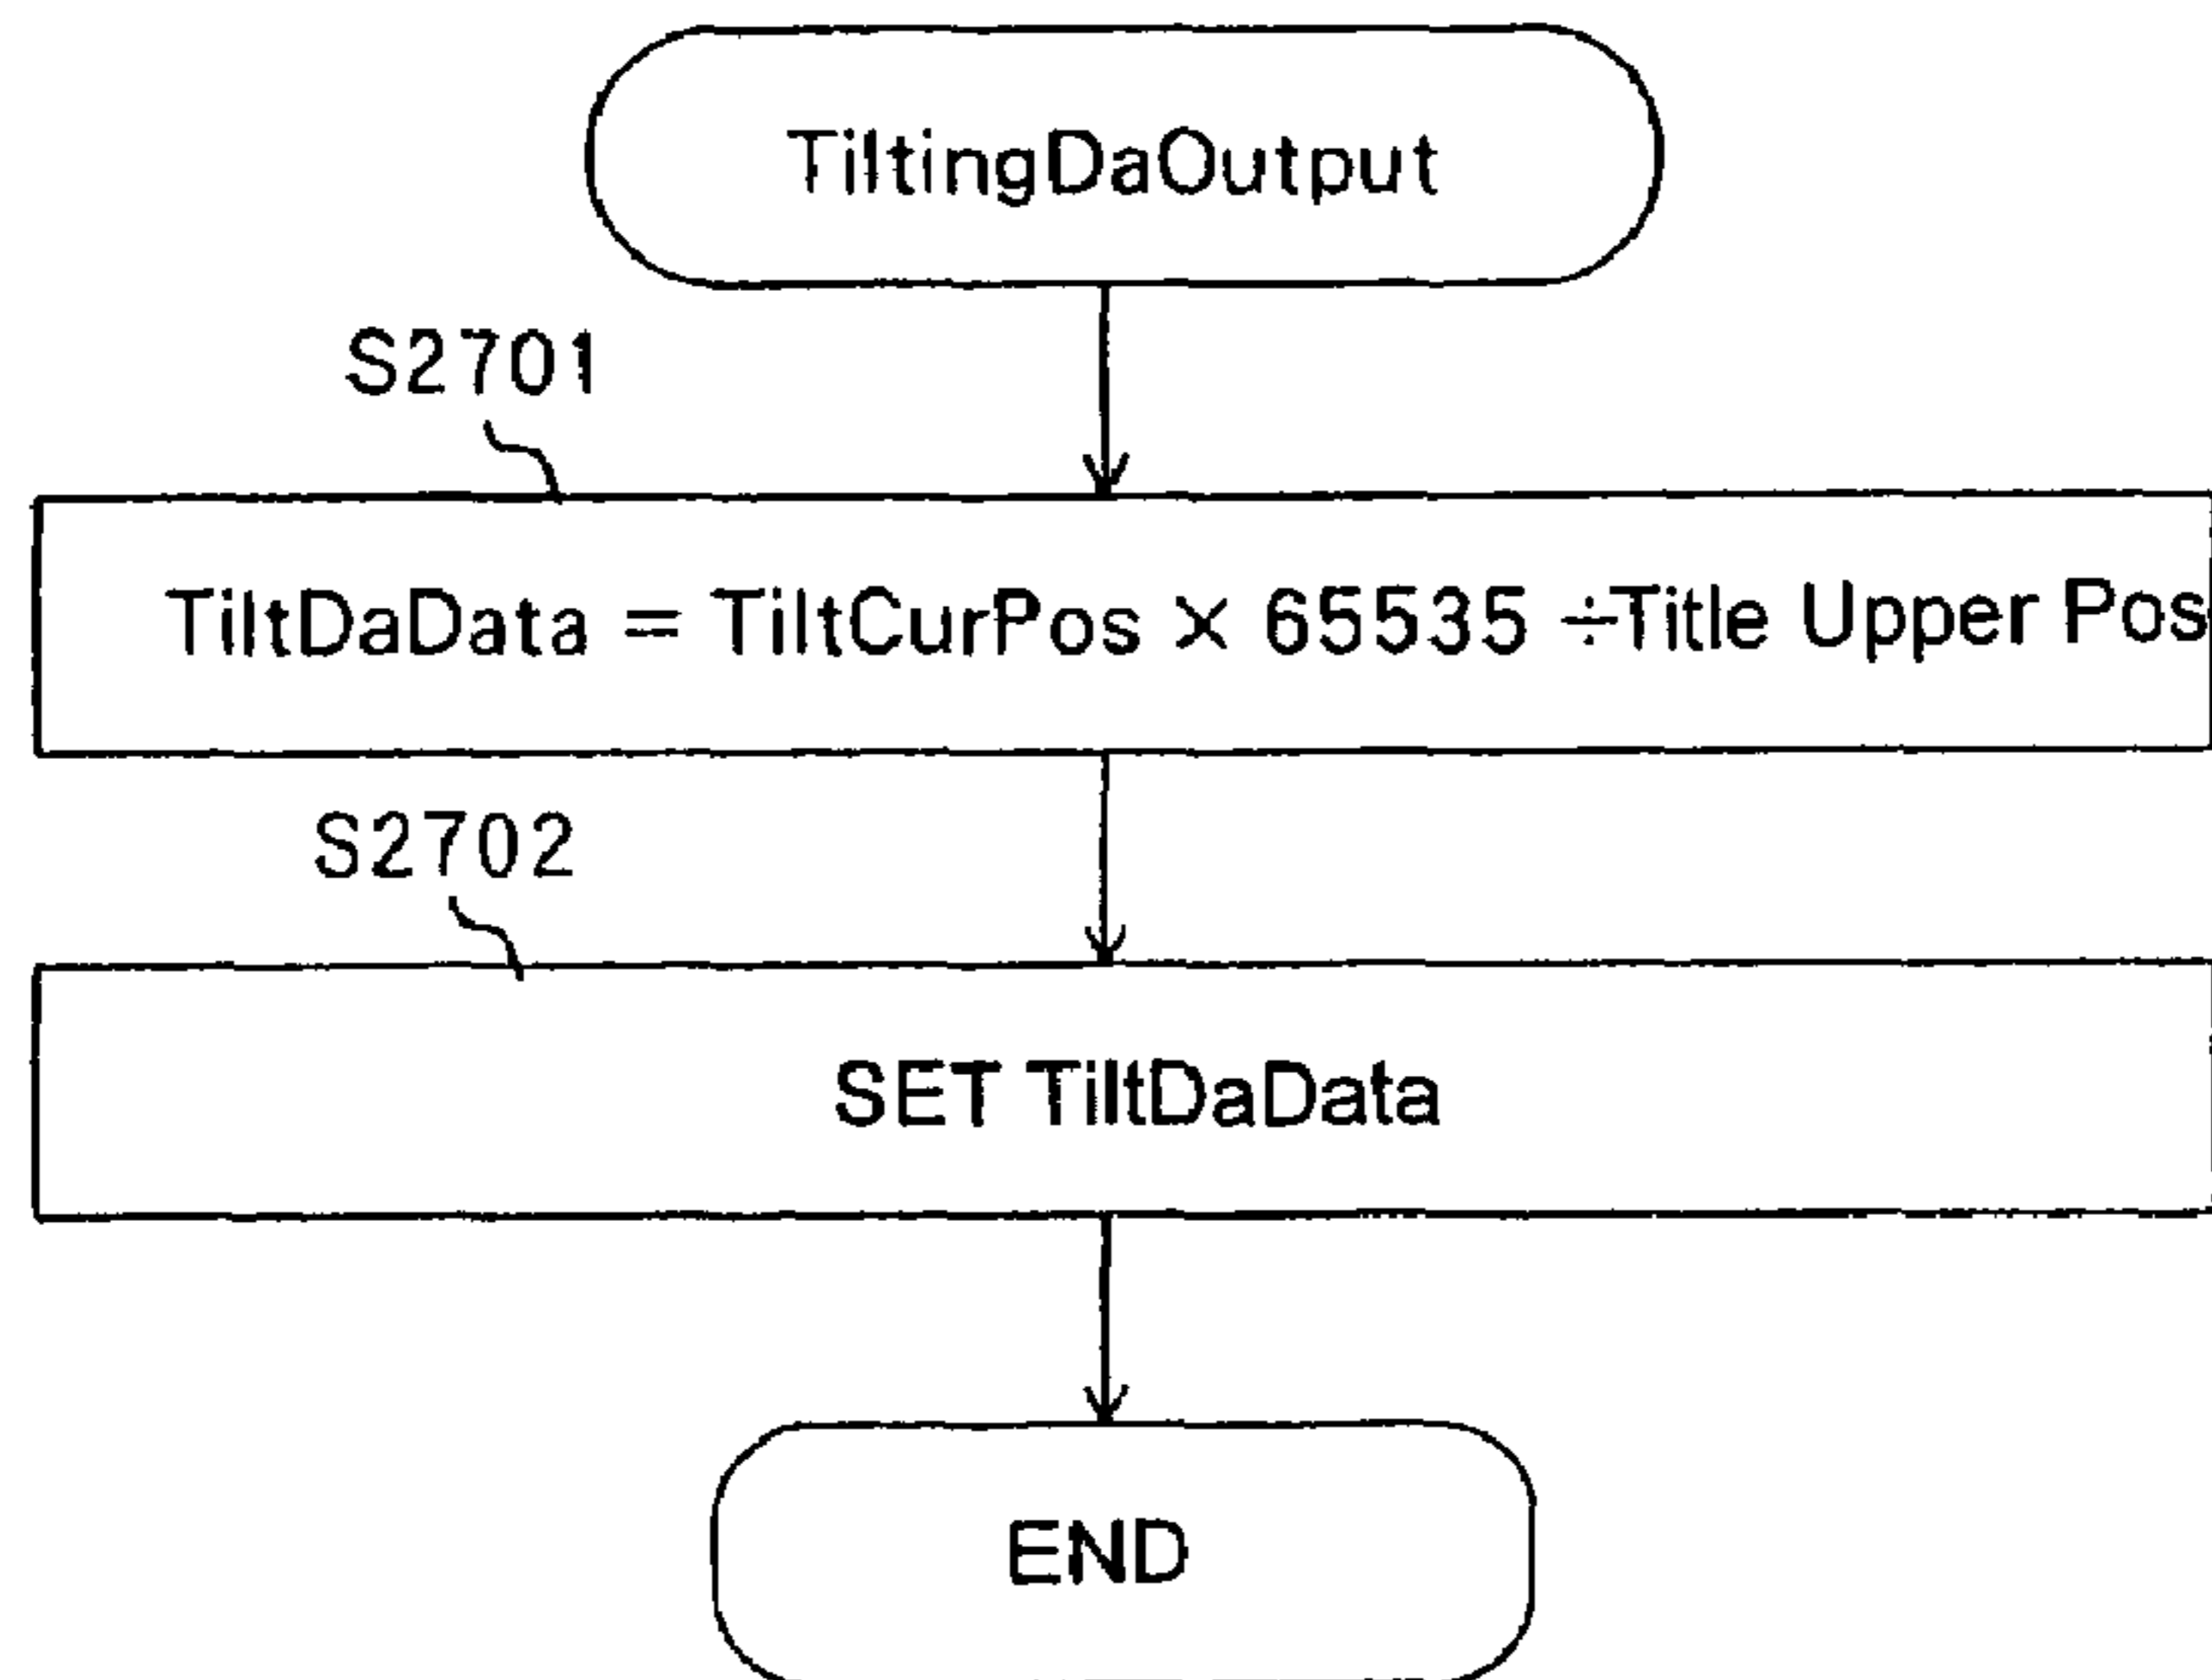 TiltingDaOutput
S2701
TiltDaData = TiltCurPos × 65535 ÷Title Upper Pos
S2702
SET TiltDaData
END